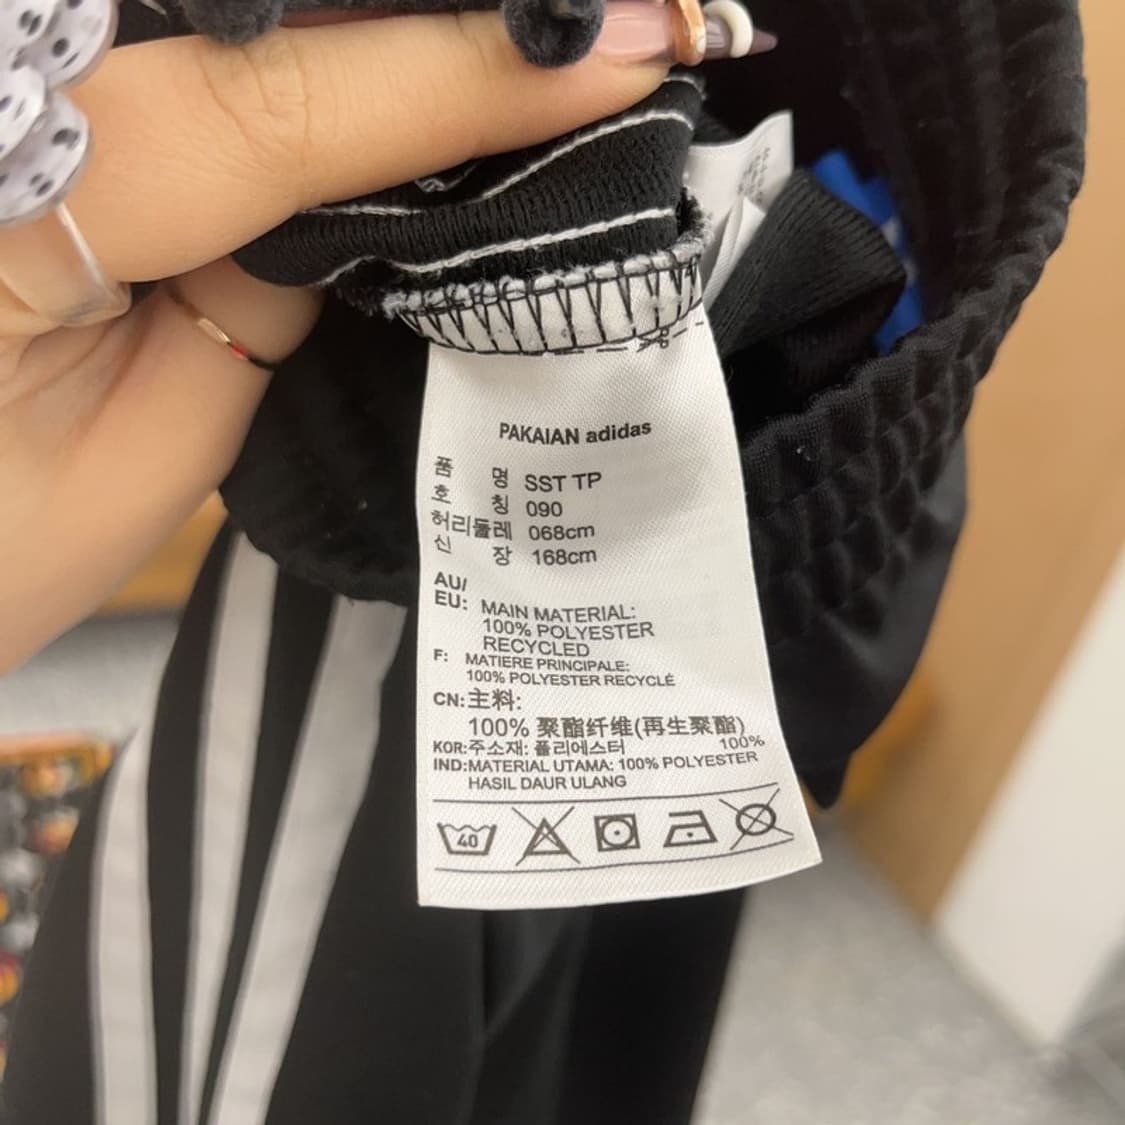 PAKAIAN adidas
품 명 SST TP
호 칭 090
허리둘레 068cm
신 장 168cm
AU/
EU: MAIN MATERIAL:
100% POLYESTER
RECYCLED
F: MATIERE PRINCIPALE:
100% POLYESTER RECYCLÉ
CN: 主料:
100% 聚酯纤维(再生聚酯)
KOR: 주소재: 폴리에스터 100%
IND: MATERIAL UTAMA: 100% POLYESTER
HASIL DAUR ULANG
40